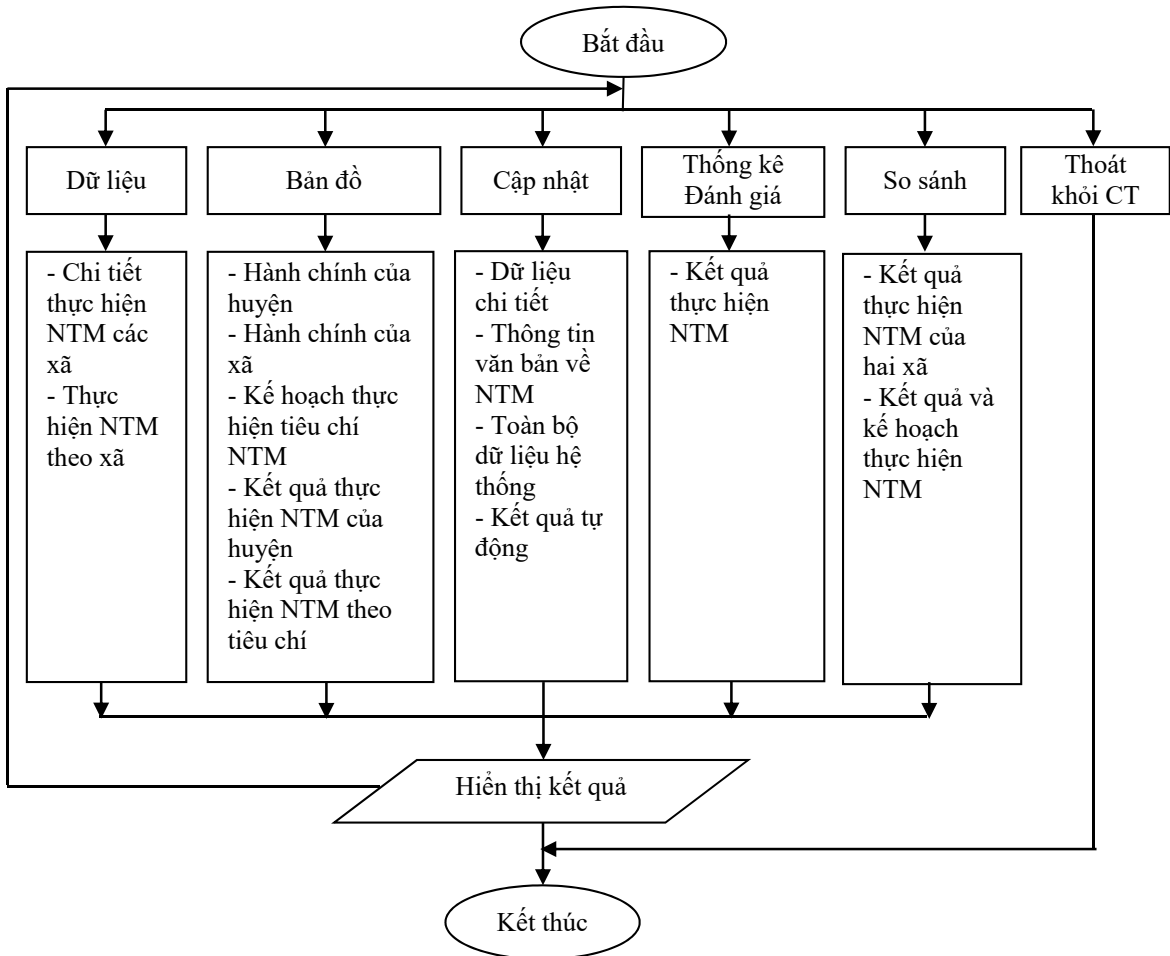 Bắt đầu
Dữ liệu
Bản đồ
Cập nhật
Thống kê
Đánh giá
So sánh
Thoát
khỏi CT
- Chi tiết
thực hiện
NTM các
xã
- Thực
hiện NTM
theo xã
- Hành chính của
huyện
- Hành chính của
xã
- Kế hoạch thực
hiện tiêu chí
NTM
- Kết quả thực
hiện NTM của
huyện
- Kết quả thực
hiện NTM theo
tiêu chí
- Dữ liệu
chi tiết
- Thông tin
văn bản về
NTM
- Toàn bộ
dữ liệu hệ
thống
- Kết quả tự
động
- Kết quả
thực hiện
NTM
- Kết quả
thực hiện
NTM của
hai xã
- Kết quả và
kế hoạch
thực hiện
NTM
Hiển thị kết quả
Kết thúc